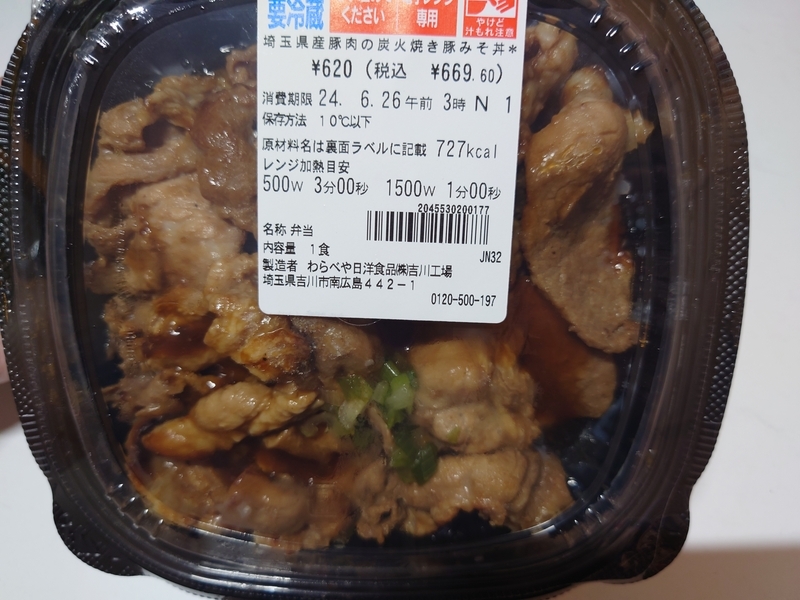 要冷蔵
ください
専用
やけど
汁もれ注意
埼玉県産豚肉の炭火焼き豚みそ丼*
¥620 (税込 ¥669.60)
消費期限 24. 6.26午前 3時 N 1
保存方法 10℃以下
原材料名は裏面ラベルに記載 727kcal
レンジ加熱目安
500W 3分00秒 1500W 1分00秒
2045530200177
名称 弁当
内容量 1食
JN32
製造者 わらべや日洋食品㈱吉川工場
埼玉県吉川市南広島442-1
0120-500-197